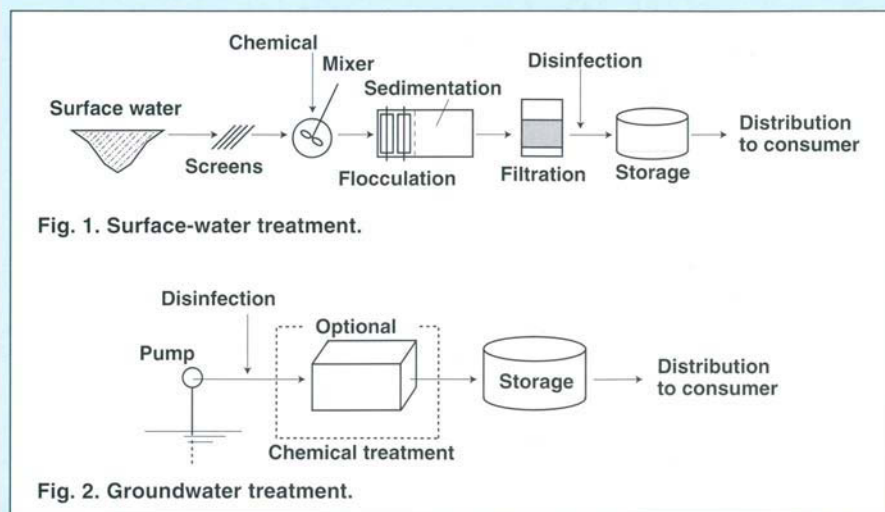 Chemical
Mixer
Disinfection
Sedimentation
Surface water
Distribution
to consumer
Screens
Flocculation
Filtration
Storage
Fig. 1. Surface-water treatment.
Disinfection
Optional
Pump
Storage
Distribution
to consumer
Chemical treatment
Fig. 2. Groundwater treatment.